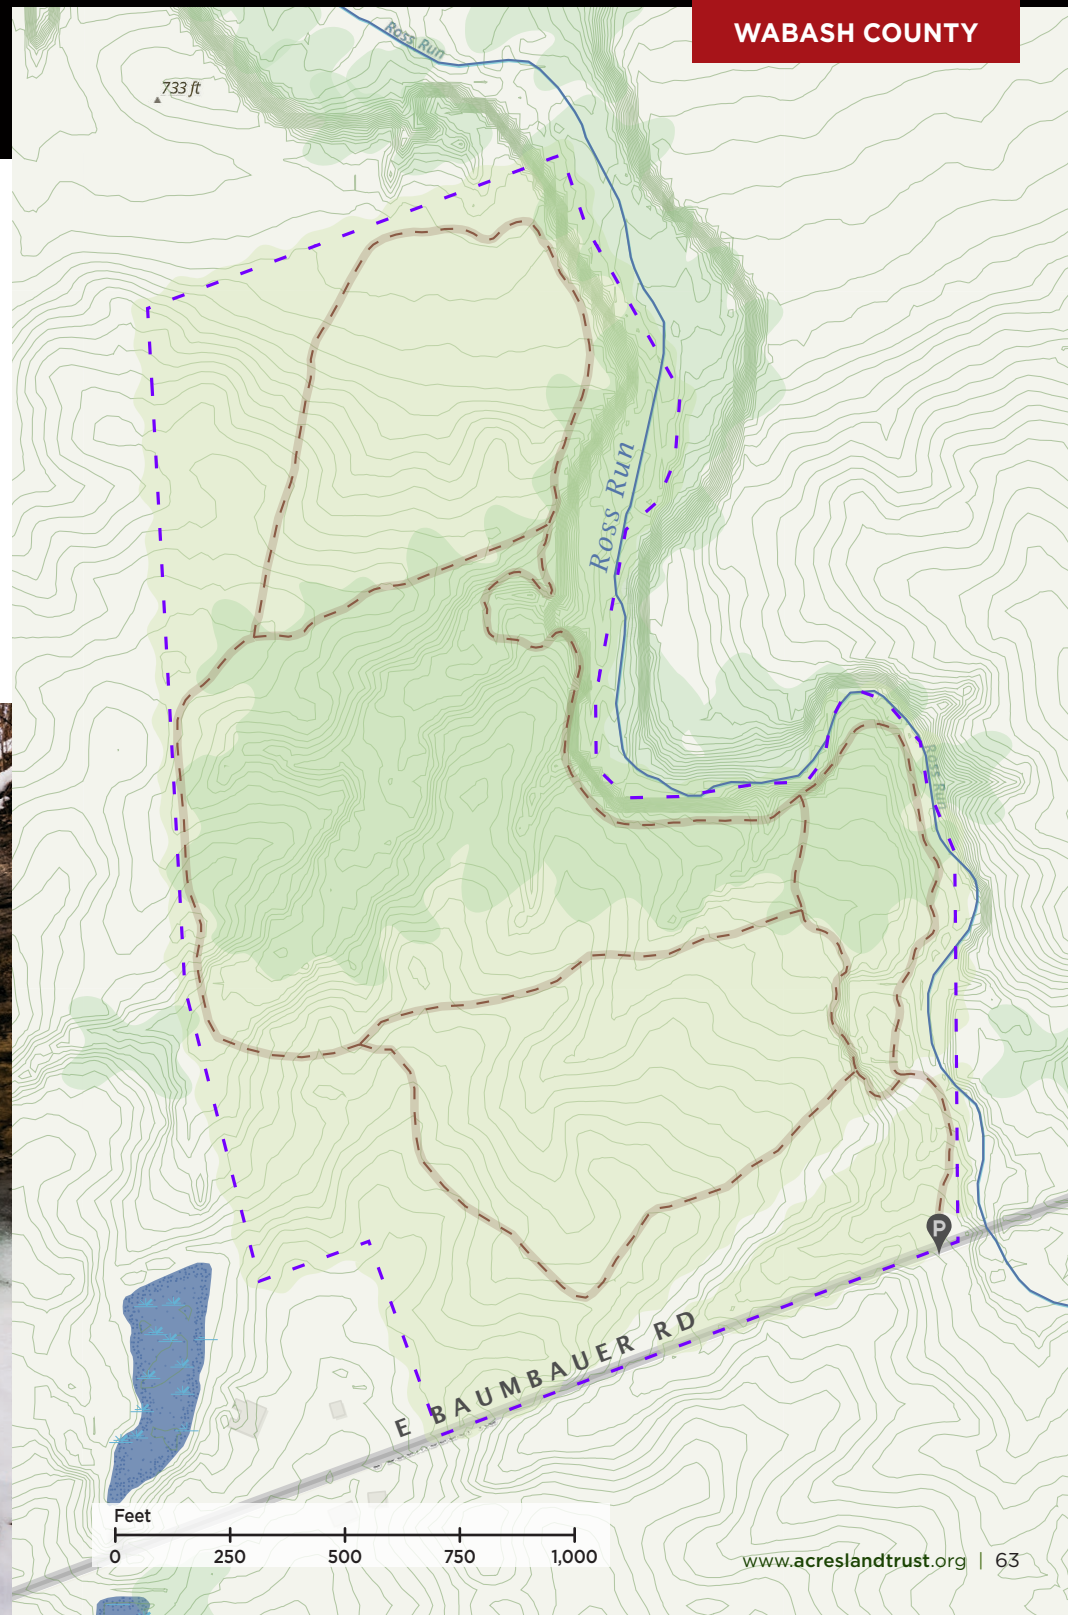 WABASH COUNTY
Ross Run
733 ft
Ross Run
Ross Run
P
E BAUMBAUER RD
Feet
0 250 500 750 1,000
www.acreslandtrust.org | 63